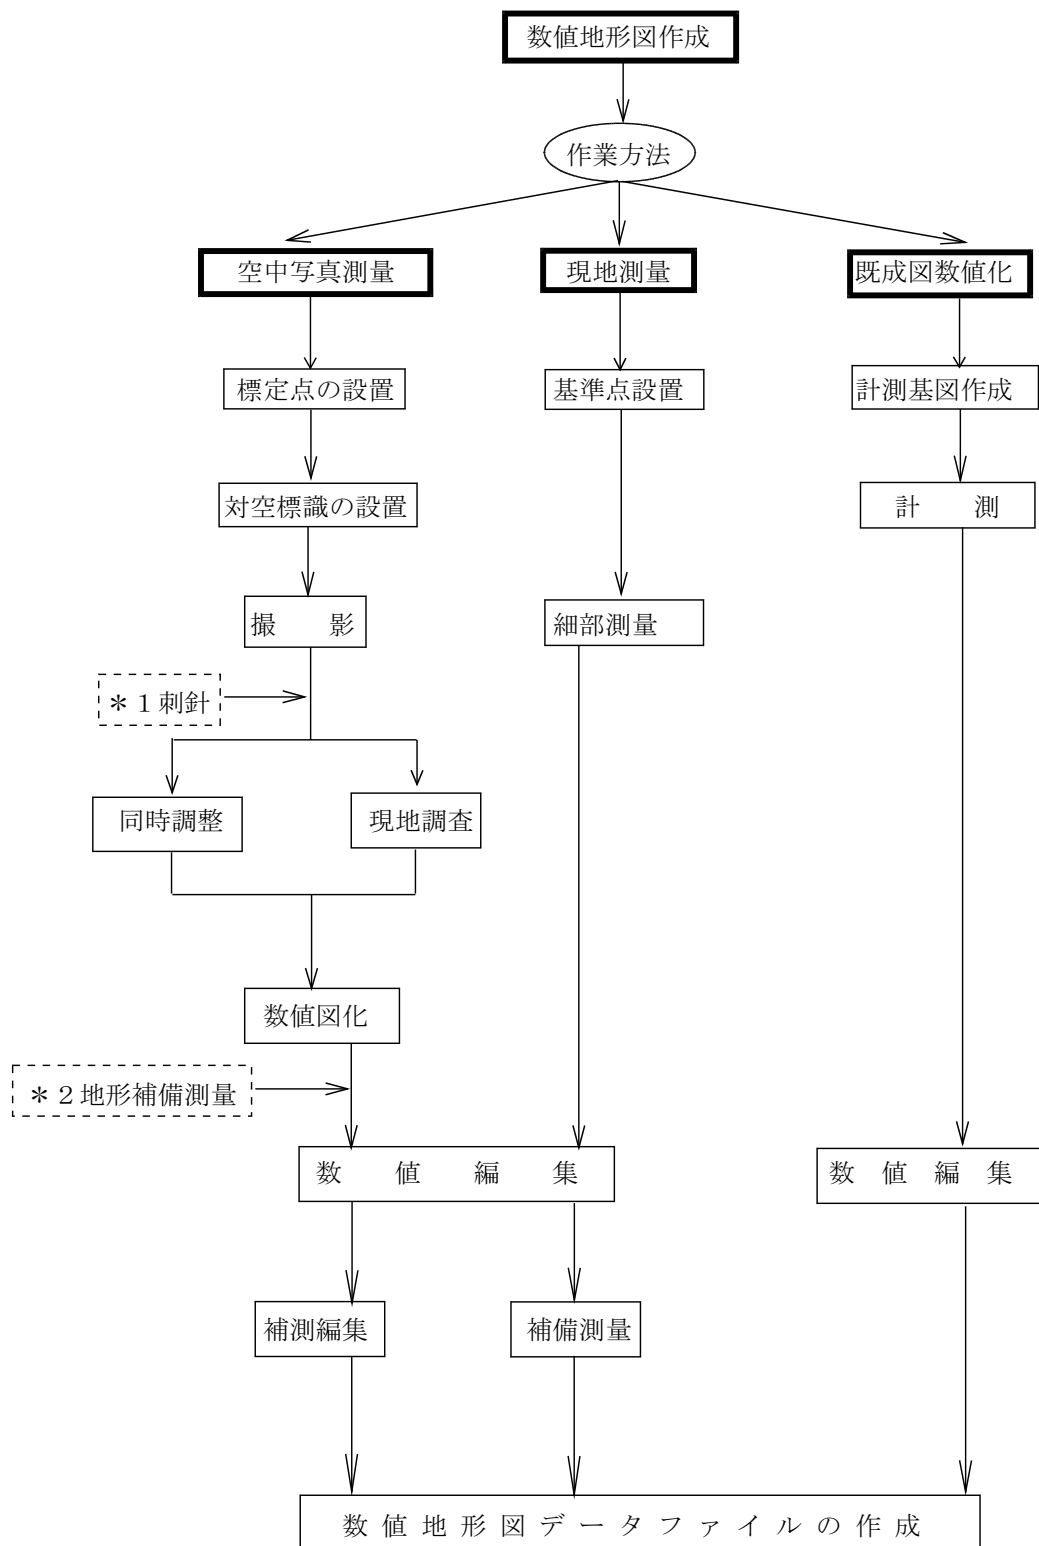 数値地形図作成
作業方法
空中写真測量
現地測量
既成図数値化
標定点の設置
基準点設置
計測基図作成
対空標識の設置
計 測
撮 影
細部測量
＊１刺針
同時調整
現地調査
数値図化
＊２地形補備測量
数 値 編 集
数 値 編 集
補測編集
補備測量
数値地形図データファイルの作成